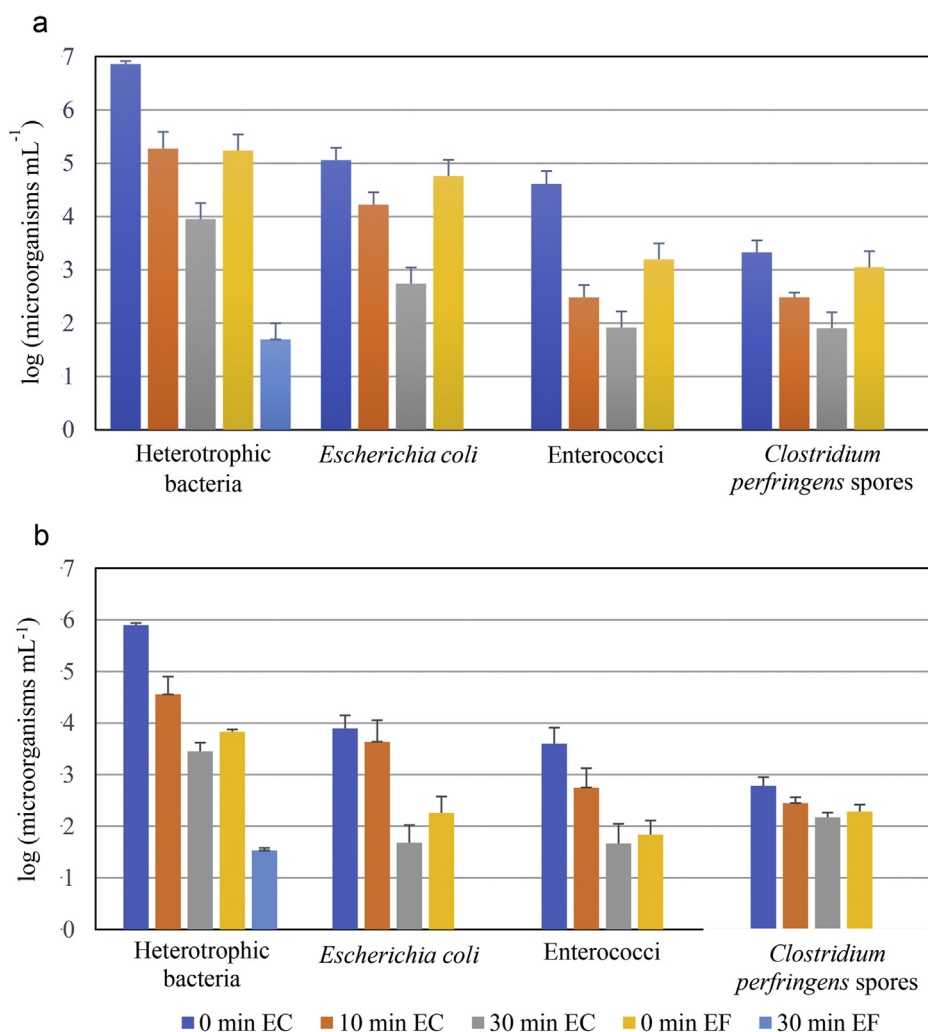 a
log (microorganisms mL-1)
7
6
5
4
3
2
1
0
Heterotrophic
bacteria
Escherichia coli
Enterococci
Clostridium
perfringens spores
b
log (microorganisms mL-1)
7
6
5
4
3
2
1
0
Heterotrophic
bacteria
Escherichia coli
Enterococci
Clostridium
perfringens spores
0 min EC 10 min EC 30 min EC 0 min EF 30 min EF